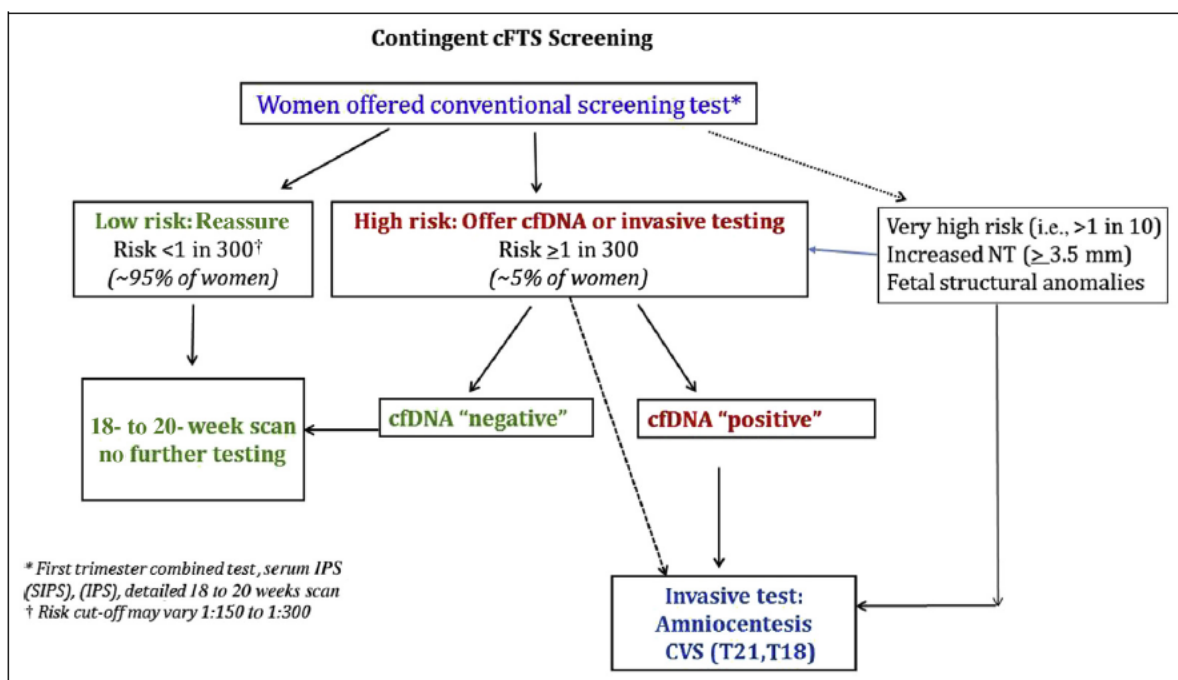 Contingent cFTS Screening
Women offered conventional screening test*
Low risk: Reassure
Risk <1 in 300†
(~95% of women)
High risk: Offer cfDNA or invasive testing
Risk ≥1 in 300
(~5% of women)
Very high risk (i.e., >1 in 10)
Increased NT (≥ 3.5 mm)
Fetal structural anomalies
18- to 20- week scan
no further testing
cfDNA “negative”
cfDNA “positive”
* First trimester combined test, serum IPS
(SIPS), (IPS), detailed 18 to 20 weeks scan
† Risk cut-off may vary 1:150 to 1:300
Invasive test:
Amniocentesis
CVS (T21,T18)